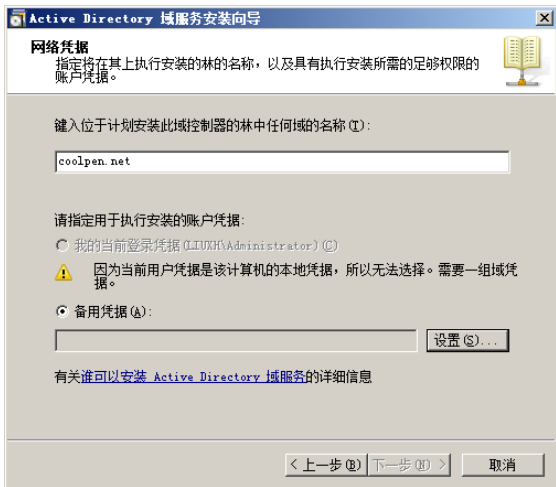 Active Directory 域服务安装向导
网络凭据
指定将在其上执行安装的林的名称，以及具有执行安装所需的足够权限的
账户凭据。
键入位于计划安装此域控制器的林中任何域的名称(T):
coolpen.net
请指定用于执行安装的账户凭据:
我的当前登录凭据(LIUXH\Administrator)(C)
因为当前用户凭据是该计算机的本地凭据，所以无法选择。需要一组域凭
据。
备用凭据(A):
设置(S)...
有关谁可以安装 Active Directory 域服务的详细信息
< 上一步(B) 下一步(N) > 取消